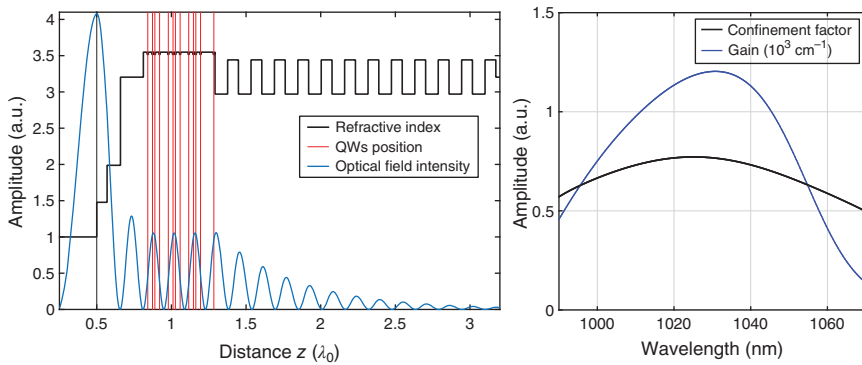 4
3.5
3
2.5
2
1.5
1
0.5
0
Amplitude (a.u.)
Refractive index
QWs position
Optical field intensity
0.5 1 1.5 2 2.5 3
Distance z (λ0)
1.5
1
0.5
0
Amplitude (a.u.)
Confinement factor
Gain (10³ cm⁻¹)
1000 1020 1040 1060
Wavelength (nm)